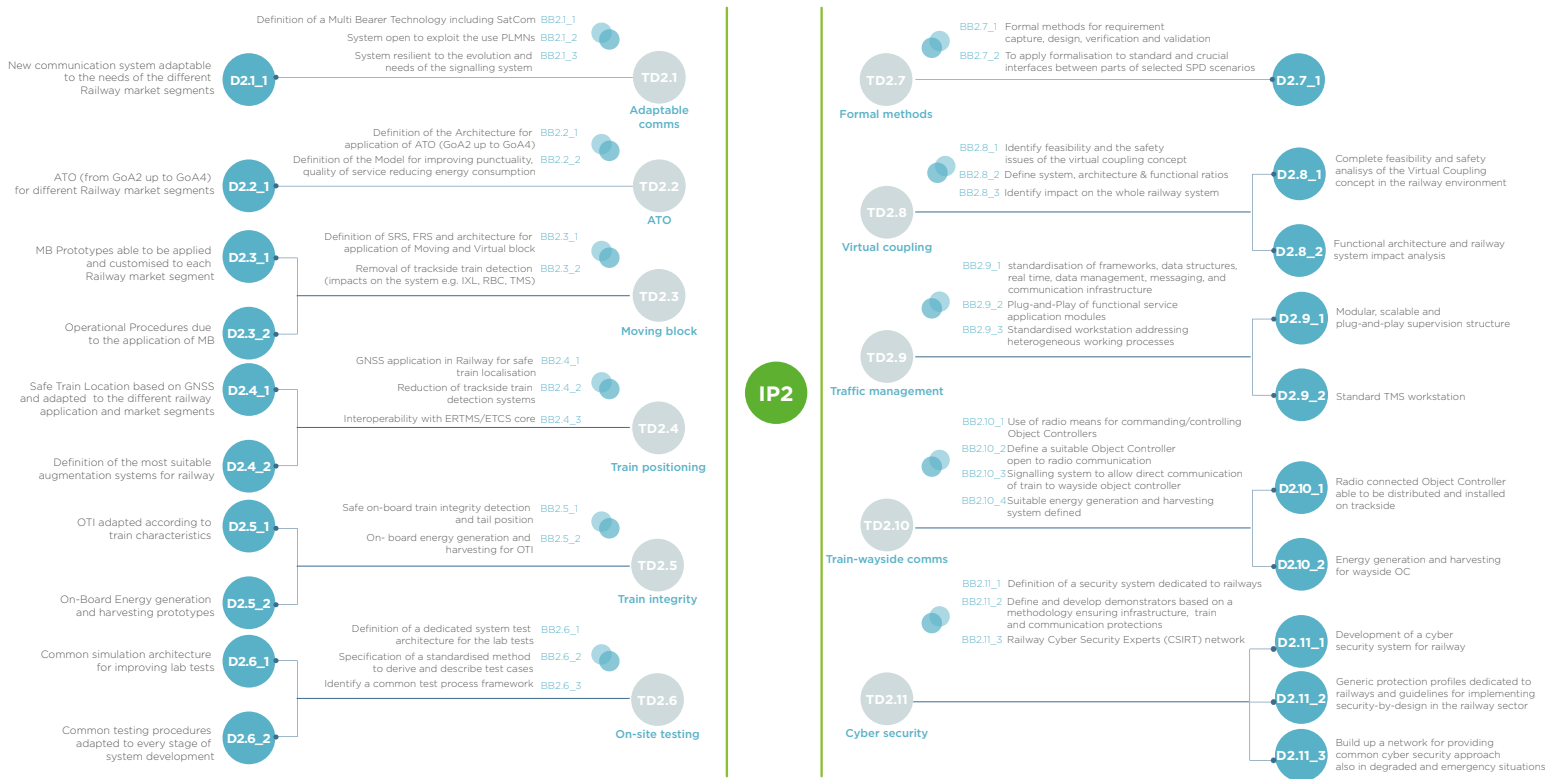 Definition of a Multi Bearer Technology including SatCom BB2.1_1
System open to exploit the use PLMNs BB2.1_2
System resilient to the evolution and BB2.1_3
needs of the signalling system
New communication system adaptable
to the needs of the different
Railway market segments
D2.1_1
TD2.1
Adaptable
comms
Definition of the Architecture for BB2.2_1
application of ATO (GoA2 up to GoA4)
Definition of the Model for improving punctuality, BB2.2_2
quality of service reducing energy consumption
ATO (from GoA2 up to GoA4)
for different Railway market segments
D2.2_1
TD2.2
ATO
Definition of SRS, FRS and architecture for BB2.3_1
application of Moving and Virtual block
Removal of trackside train detection BB2.3_2
(impacts on the system e.g. IXL, RBC, TMS)
MB Prototypes able to be applied
and customised to each
Railway market segment
D2.3_1
Operational Procedures due
to the application of MB
D2.3_2
TD2.3
Moving block
GNSS application in Railway for safe BB2.4_1
train localisation
Reduction of trackside train BB2.4_2
detection systems
Interoperability with ERTMS/ETCS core BB2.4_3
Safe Train Location based on GNSS
and adapted to the different railway
application and market segments
D2.4_1
Definition of the most suitable
augmentation systems for railway
D2.4_2
TD2.4
Train positioning
Safe on-board train integrity detection BB2.5_1
and tail position
On- board energy generation and BB2.5_2
harvesting for OTI
OTI adapted according to
train characteristics
D2.5_1
On-Board Energy generation
and harvesting prototypes
D2.5_2
TD2.5
Train integrity
Definition of a dedicated system test BB2.6_1
architecture for the lab tests
Specification of a standardised method BB2.6_2
to derive and describe test cases
Identify a common test process framework BB2.6_3
Common simulation architecture
for improving lab tests
D2.6_1
Common testing procedures
adapted to every stage of
system development
D2.6_2
TD2.6
On-site testing
IP2
BB2.7_1 Formal methods for requirement
capture, design, verification and validation
BB2.7_2 To apply formalisation to standard and crucial
interfaces between parts of selected SPD scenarios
TD2.7
Formal methods
D2.7_1
BB2.8_1 Identify feasibility and the safety
issues of the virtual coupling concept
BB2.8_2 Define system, architecture & functional ratios
BB2.8_3 Identify impact on the whole railway system
TD2.8
Virtual coupling
D2.8_1
Complete feasibility and safety
analisys of the Virtual Coupling
concept in the railway environment
D2.8_2
Functional architecture and railway
system impact analysis
BB2.9_1 standardisation of frameworks, data structures,
real time, data management, messaging, and
communication infrastructure
BB2.9_2 Plug-and-Play of functional service
application modules
BB2.9_3 Standardised workstation addressing
heterogeneous working processes
TD2.9
Traffic management
D2.9_1
Modular, scalable and
plug-and-play supervision structure
D2.9_2
Standard TMS workstation
BB2.10_1 Use of radio means for commanding/controlling
Object Controllers
BB2.10_2 Define a suitable Object Controller
open to radio communication
BB2.10_3 Signalling system to allow direct communication
of train to wayside object controller
BB2.10_4 Suitable energy generation and harvesting
system defined
TD2.10
Train-wayside comms
D2.10_1
Radio connected Object Controller
able to be distributed and installed
on trackside
D2.10_2
Energy generation and harvesting
for wayside OC
BB2.11_1 Definition of a security system dedicated to railways
BB2.11_2 Define and develop demonstrators based on a
methodology ensuring infrastructure, train
and communication protections
BB2.11_3 Railway Cyber Security Experts (CSIRT) network
TD2.11
Cyber security
D2.11_1
Development of a cyber
security system for railway
D2.11_2
Generic protection profiles dedicated to
railways and guidelines for implementing
security-by-design in the railway sector
D2.11_3
Build up a network for providing
common cyber security approach
also in degraded and emergency situations